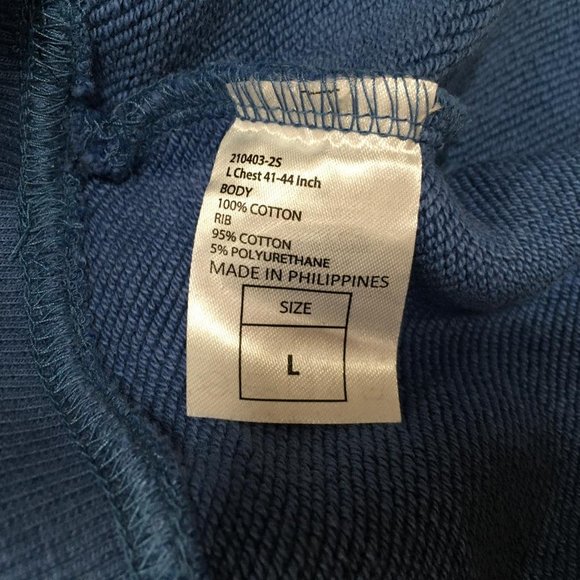 210403-2S
L Chest 41-44 Inch
BODY
100% COTTON
RIB
95% COTTON
5% POLYURETHANE
MADE IN PHILIPPINES
SIZE
L